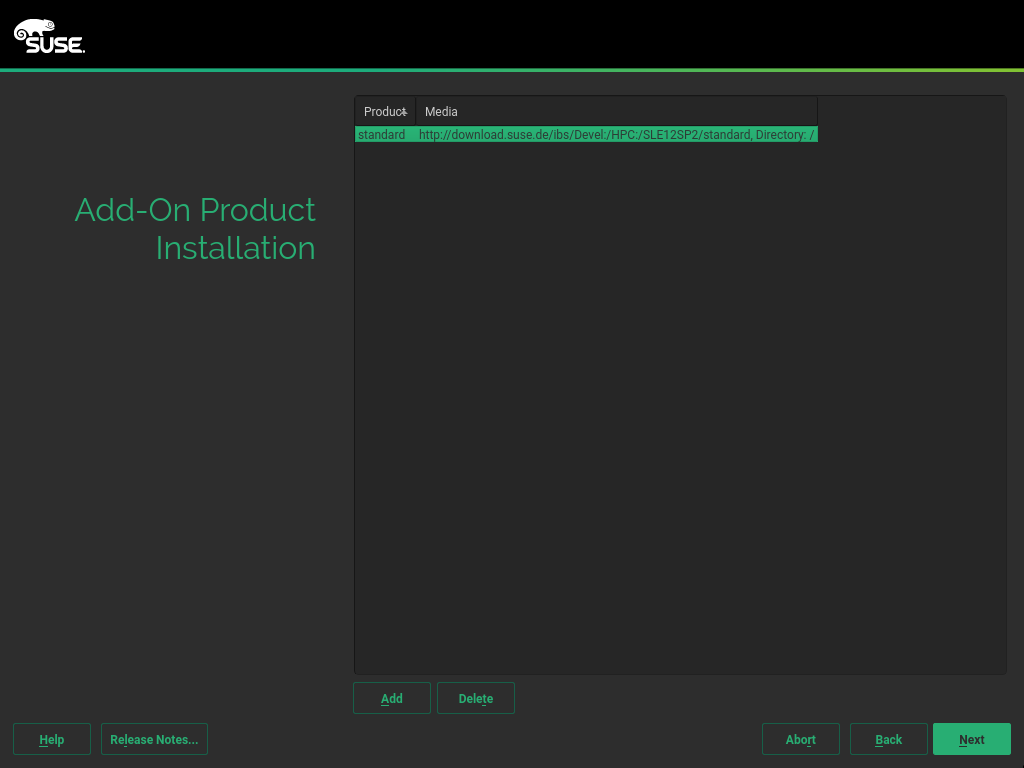 SUSE.
Product Media
standard http://download.suse.de/ibs/Devel:/HPC:/SLE12SP2/standard, Directory: /
Add-On Product
Installation
Add Delete
Help Release Notes... Abort Back Next